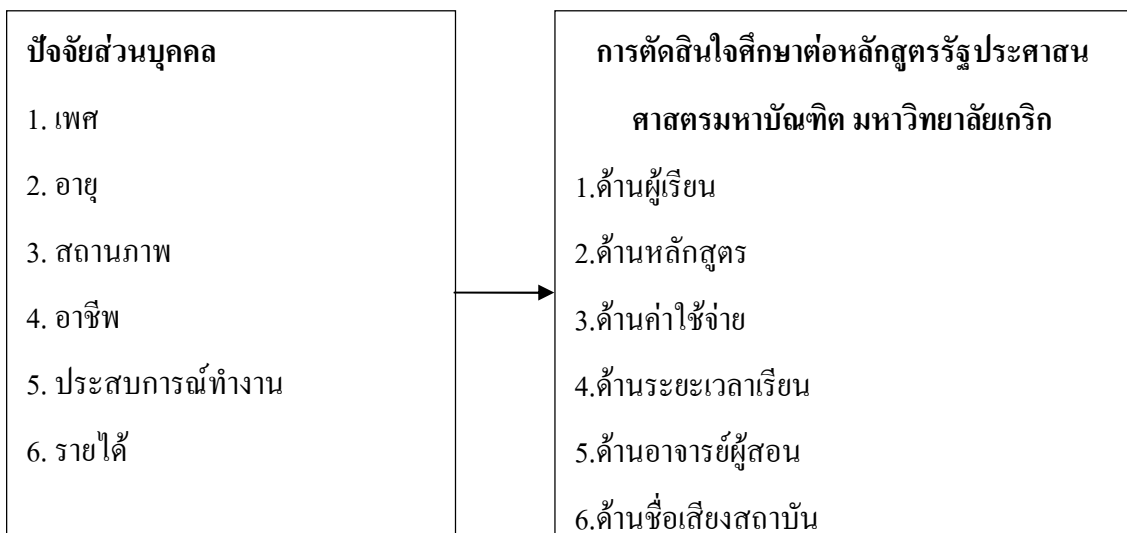 ปัจจัยส่วนบุคคล
1. เพศ
2. อายุ
3. สถานภาพ
4. อาชีพ
5. ประสบการณ์ทำงาน
6. รายได้
การตัดสินใจศึกษาต่อหลักสูตรรัฐประศาสน
ศาสตรมหาบัณฑิต มหาวิทยาลัยเกริก
1.ด้านผู้เรียน
2.ด้านหลักสูตร
3.ด้านค่าใช้จ่าย
4.ด้านระยะเวลาเรียน
5.ด้านอาจารย์ผู้สอน
6.ด้านชื่อเสียงสถาบัน